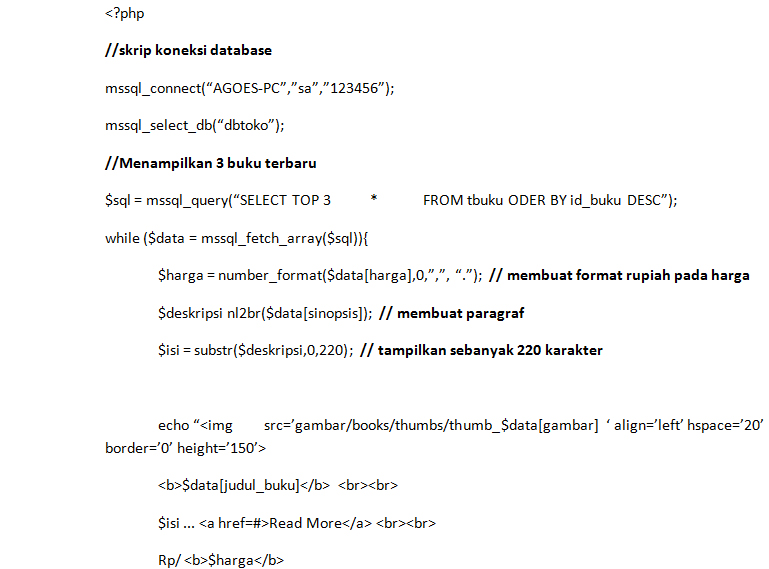 <?php
//skrip koneksi database
mssql_connect(“AGOES-PC”,”sa”,”123456”);
mssql_select_db(“dbtoko”);
//Menampilkan 3 buku terbaru
$sql = mssql_query(“SELECT TOP 3 * FROM tbuku ODER BY id_buku DESC”);
while ($data = mssql_fetch_array($sql)){
$harga = number_format($data[harga],0,”,”, “.”); // membuat format rupiah pada harga
$deskripsi nl2br($data[sinopsis]); // membuat paragraf
$isi = substr($deskripsi,0,220); // tampilkan sebanyak 220 karakter
echo “<img src=’gambar/books/thumbs/thumb_$data[gambar] ‘ align=’left’ hspace=’20’
border=’0’ height=’150’>
<b>$data[judul_buku]</b> <br><br>
$isi ... <a href=#>Read More</a> <br><br>
Rp/ <b>$harga</b>